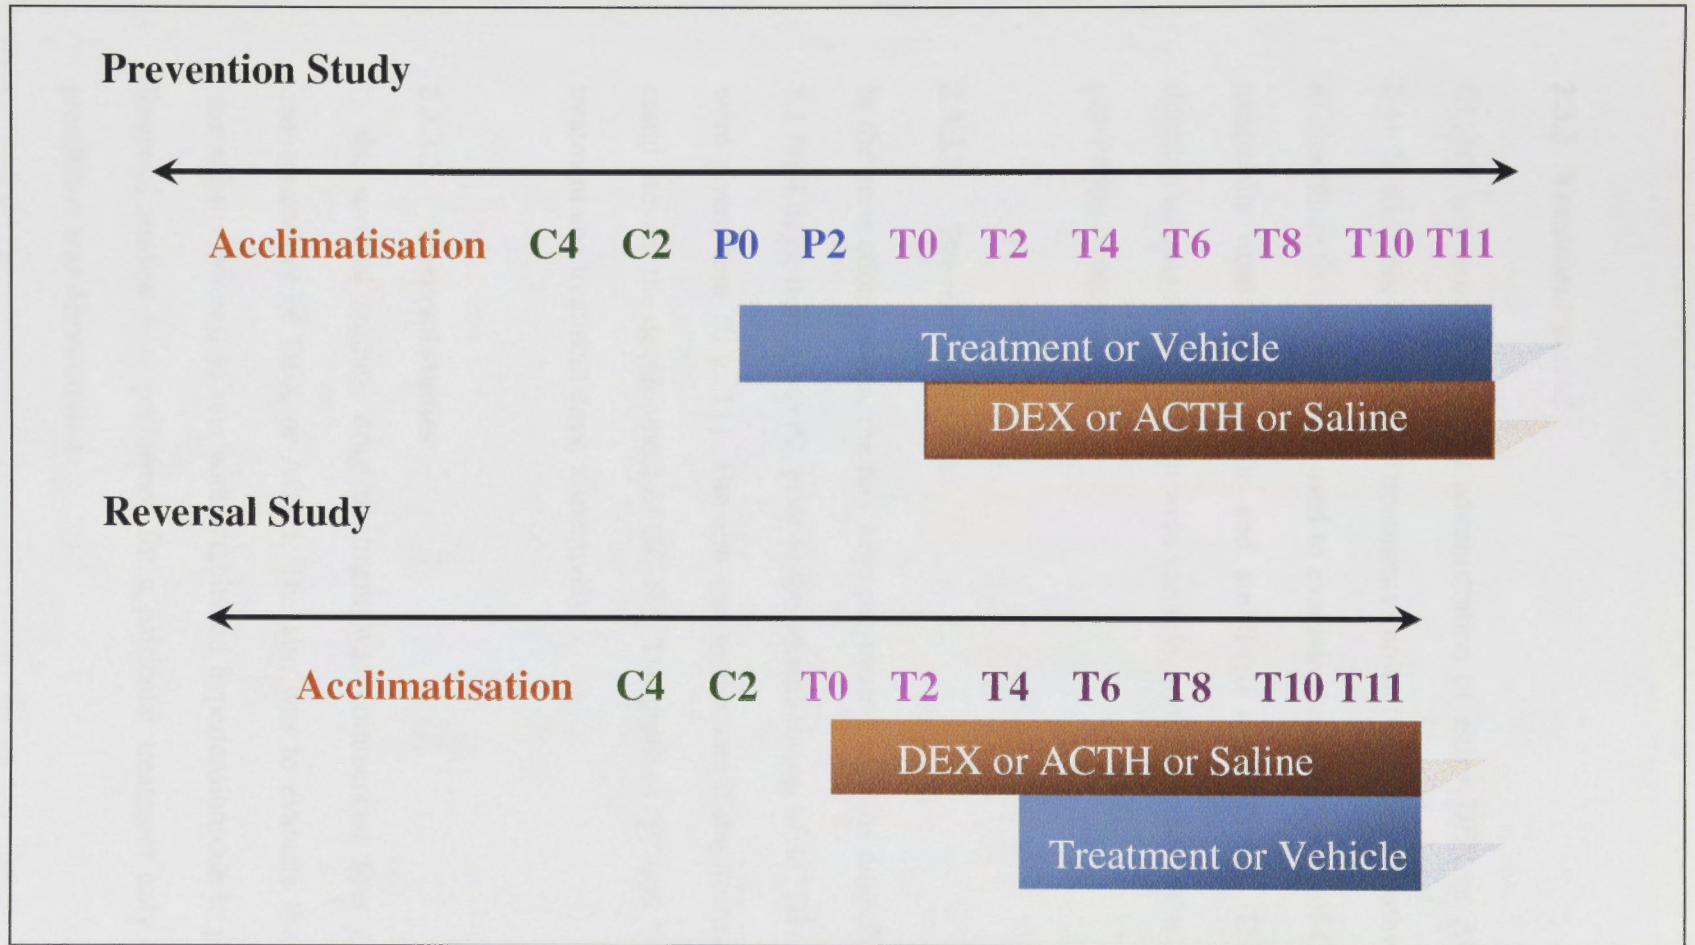 Prevention Study
Acclimatisation C4 C2 P0 P2 T0 T2 T4 T6 T8 T10 T11
Treatment or Vehicle
DEX or ACTH or Saline
Reversal Study
Acclimatisation C4 C2 T0 T2 T4 T6 T8 T10 T11
DEX or ACTH or Saline
Treatment or Vehicle